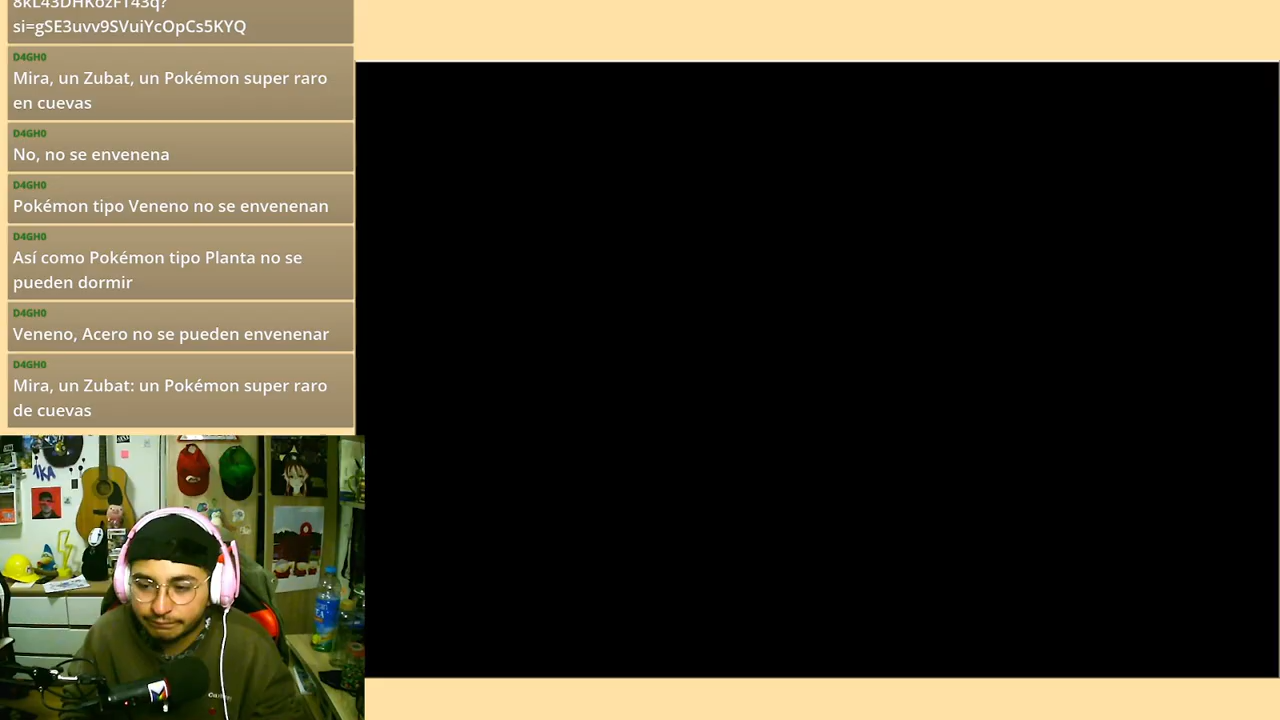 si=gSE3uvv9SVuiYcOpCs5KYQ
D4GH0
Mira, un Zubat, un Pokémon super raro
en cuevas
D4GH0
No, no se envenena
D4GH0
Pokémon tipo Veneno no se envenenan
D4GH0
Así como Pokémon tipo Planta no se
pueden dormir
D4GH0
Veneno, Acero no se pueden envenenar
D4GH0
Mira, un Zubat: un Pokémon super raro
de cuevas